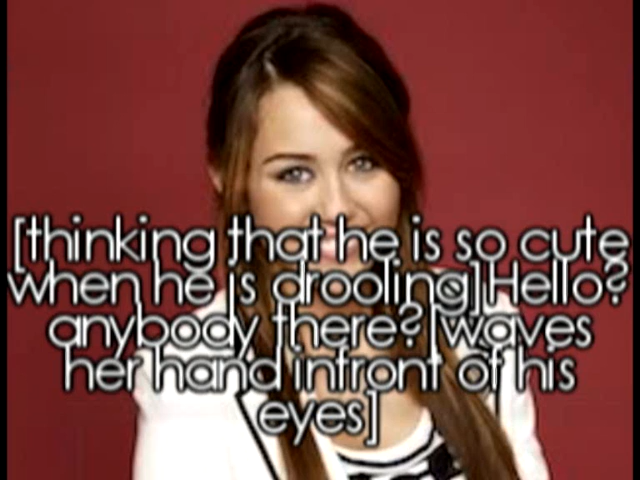 [thinking that he is so cute
when he is drooling]Hello?
anybody there? [waves
her hand infront of his
eyes]